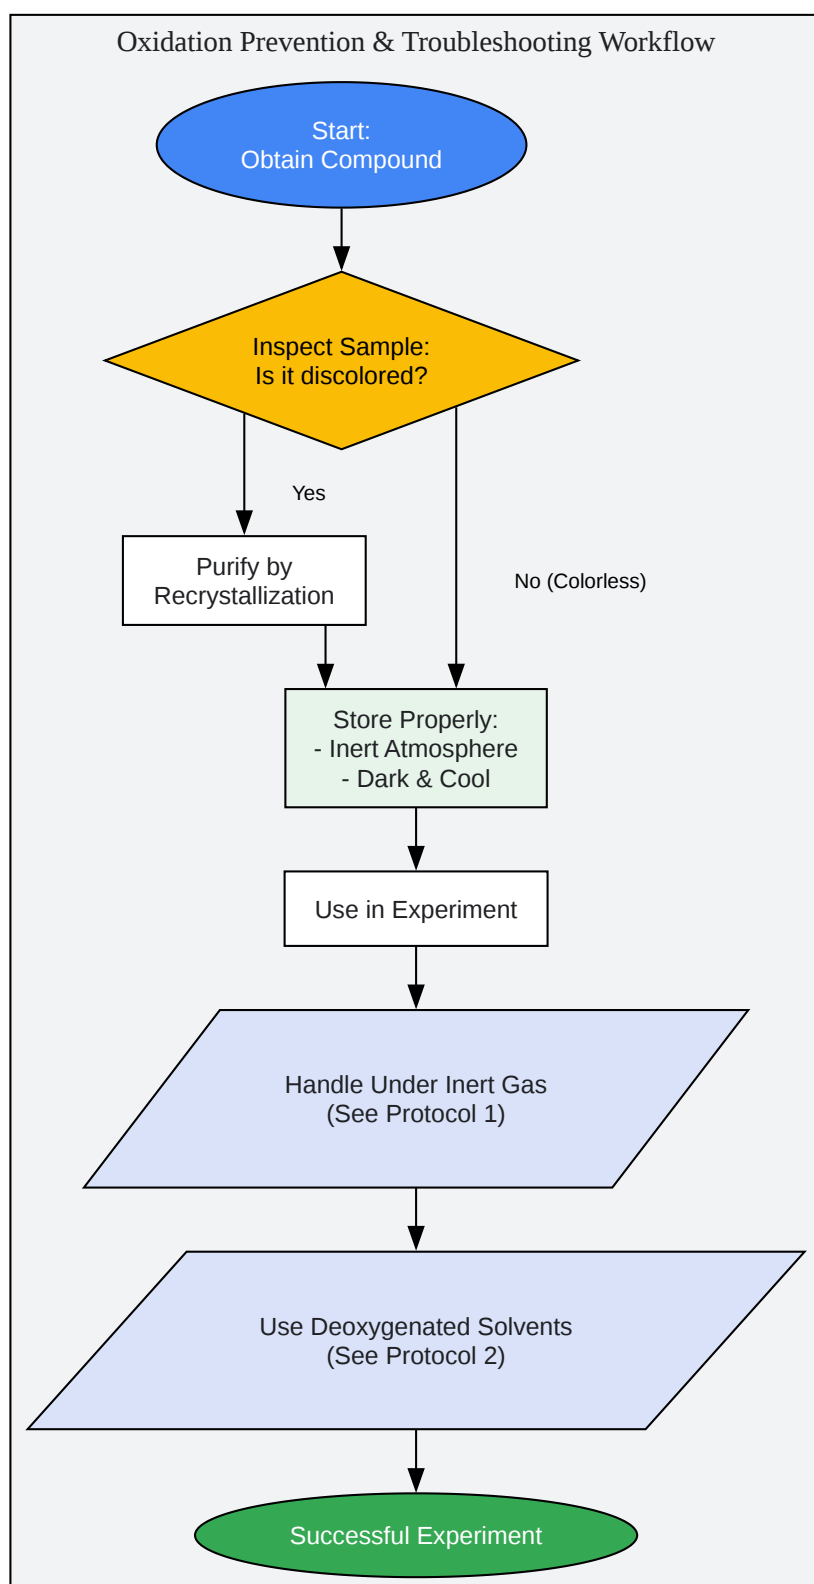 Oxidation Prevention & Troubleshooting Workflow
Start:
Obtain Compound
Inspect Sample:
Is it discolored?
Yes
Purify by
Recrystallization
No (Colorless)
Store Properly:
- Inert Atmosphere
- Dark & Cool
Use in Experiment
Handle Under Inert Gas
(See Protocol 1)
Use Deoxygenated Solvents
(See Protocol 2)
Successful Experiment